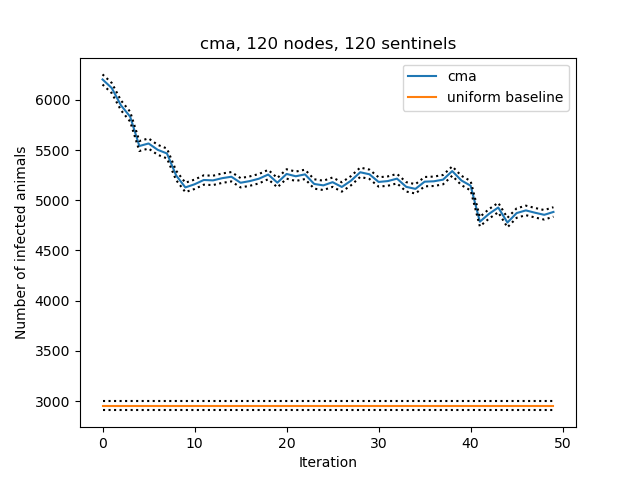 cma, 120 nodes, 120 sentinels
cma
uniform baseline
6000
5500
5000
4500
4000
3500
3000
Number of infected animals
0 10 20 30 40 50
Iteration